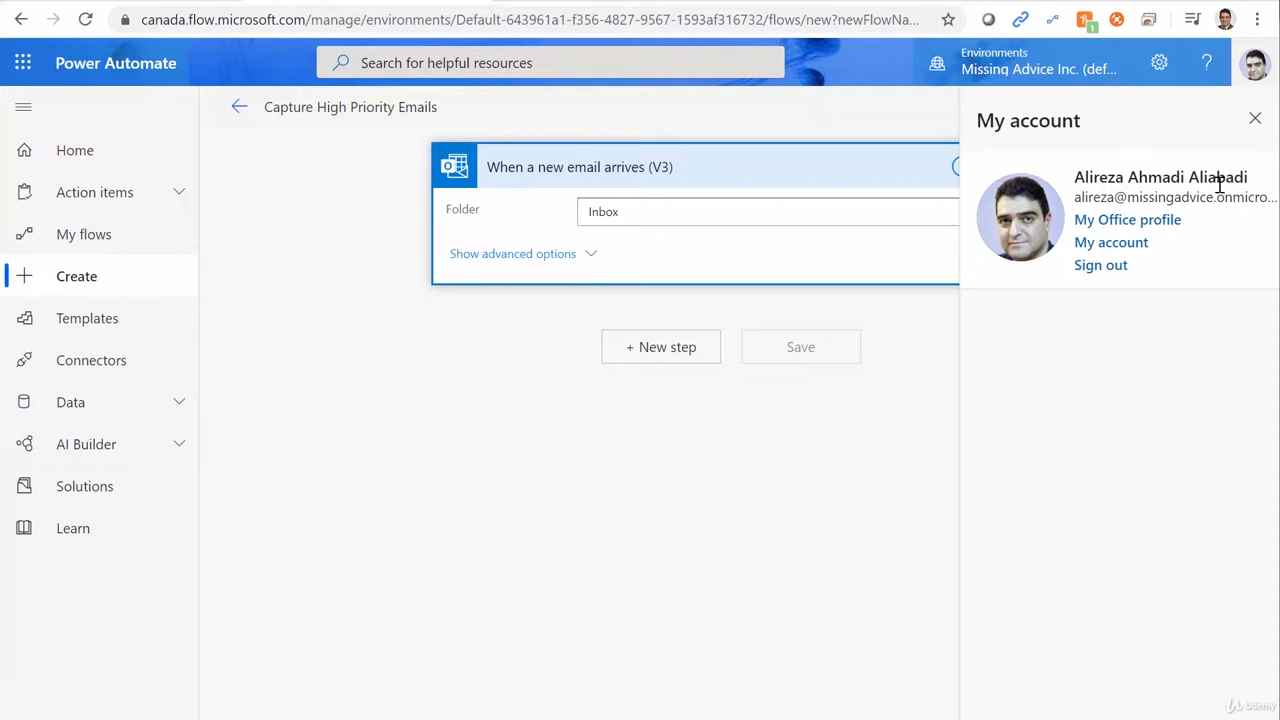 canada.flow.microsoft.com/manage/environments/Default-643961a1-f356-4827-9567-1593af316732/flows/new?newFlowNa...
1
Power Automate
Search for helpful resources
Environments
Missing Advice Inc. (def...
?
Capture High Priority Emails
My account
Home
Action items
My flows
Create
Templates
Connectors
Data
AI Builder
Solutions
Learn
When a new email arrives (V3)
Folder
Inbox
Show advanced options
+ New step
Save
Alireza Ahmadi Aliabadi
alireza@missingadvice.onmicro...
My Office profile
My account
Sign out
Udemy